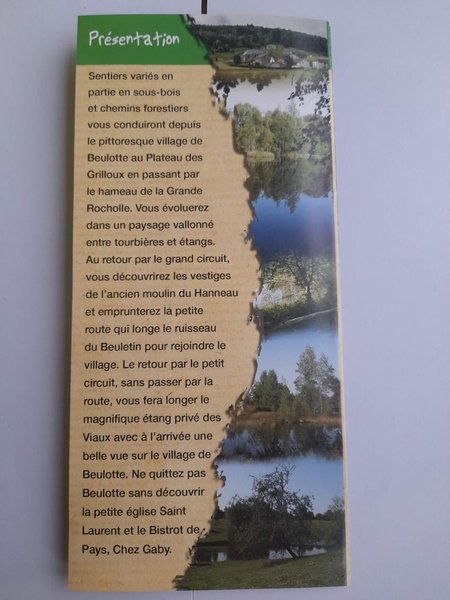 Présentation
Sentiers variés en
partie en sous-bois
et chemins forestiers
vous conduiront depuis
le pittoresque village de
Beulotte au Plateau des
Grilloux en passant par
le hameau de la Grande
Rocholle. Vous évoluerez
dans un paysage vallonné
entre tourbières et étangs.
Au retour par le grand circuit,
vous découvrirez les vestiges
de l'ancien moulin du Hanneau
et emprunterez la petite
route qui longe le ruisseau
du Beuletin pour rejoindre le
village. Le retour par le petit
circuit, sans passer par la
route, vous fera longer le
magnifique étang privé des
Viaux avec à l'arrivée une
belle vue sur le village de
Beulotte. Ne quittez pas
Beulotte sans découvrir
la petite église Saint
Laurent et le Bistrot de
Pays, Chez Gaby.